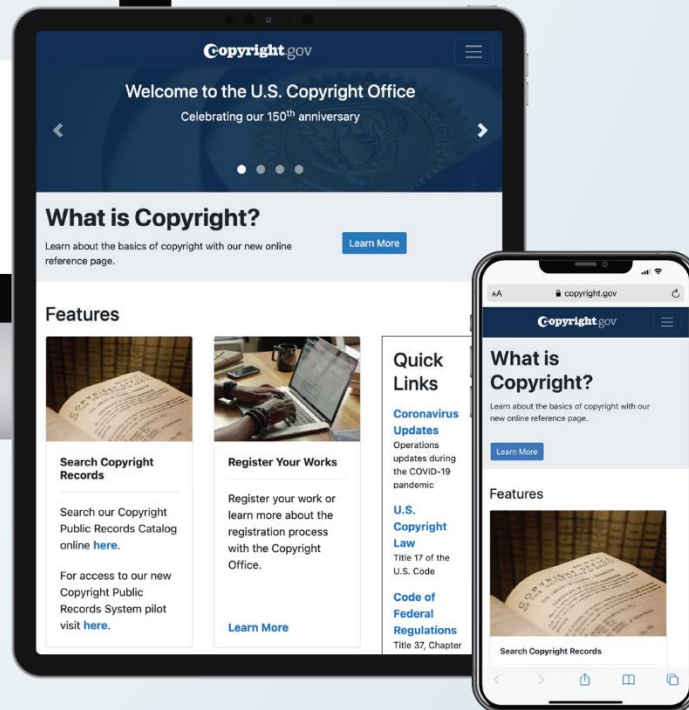 Copyright.gov
Welcome to the U.S. Copyright Office
Celebrating our 150th anniversary
What is Copyright?
Learn about the basics of copyright with our new online
reference page.
Learn More
Features
Search Copyright
Records
Search our Copyright
Public Records Catalog
online here.
For access to our new
Copyright Public
Records System pilot
visit here.
Register Your Works
Register your work or
learn more about the
registration process
with the Copyright
Office.
Learn More
Quick
Links
Coronavirus
Updates
Operations
updates during
the COVID-19
pandemic
U.S.
Copyright
Law
Title 17 of the
U.S. Code
Code of
Federal
Regulations
Title 37, Chapter
AA
copyright.gov
Copyright.gov
What is
Copyright?
Learn about the basics of copyright with our
new online reference page.
Learn More
Features
COPYRIGHT OFFICE
Search Copyright Records